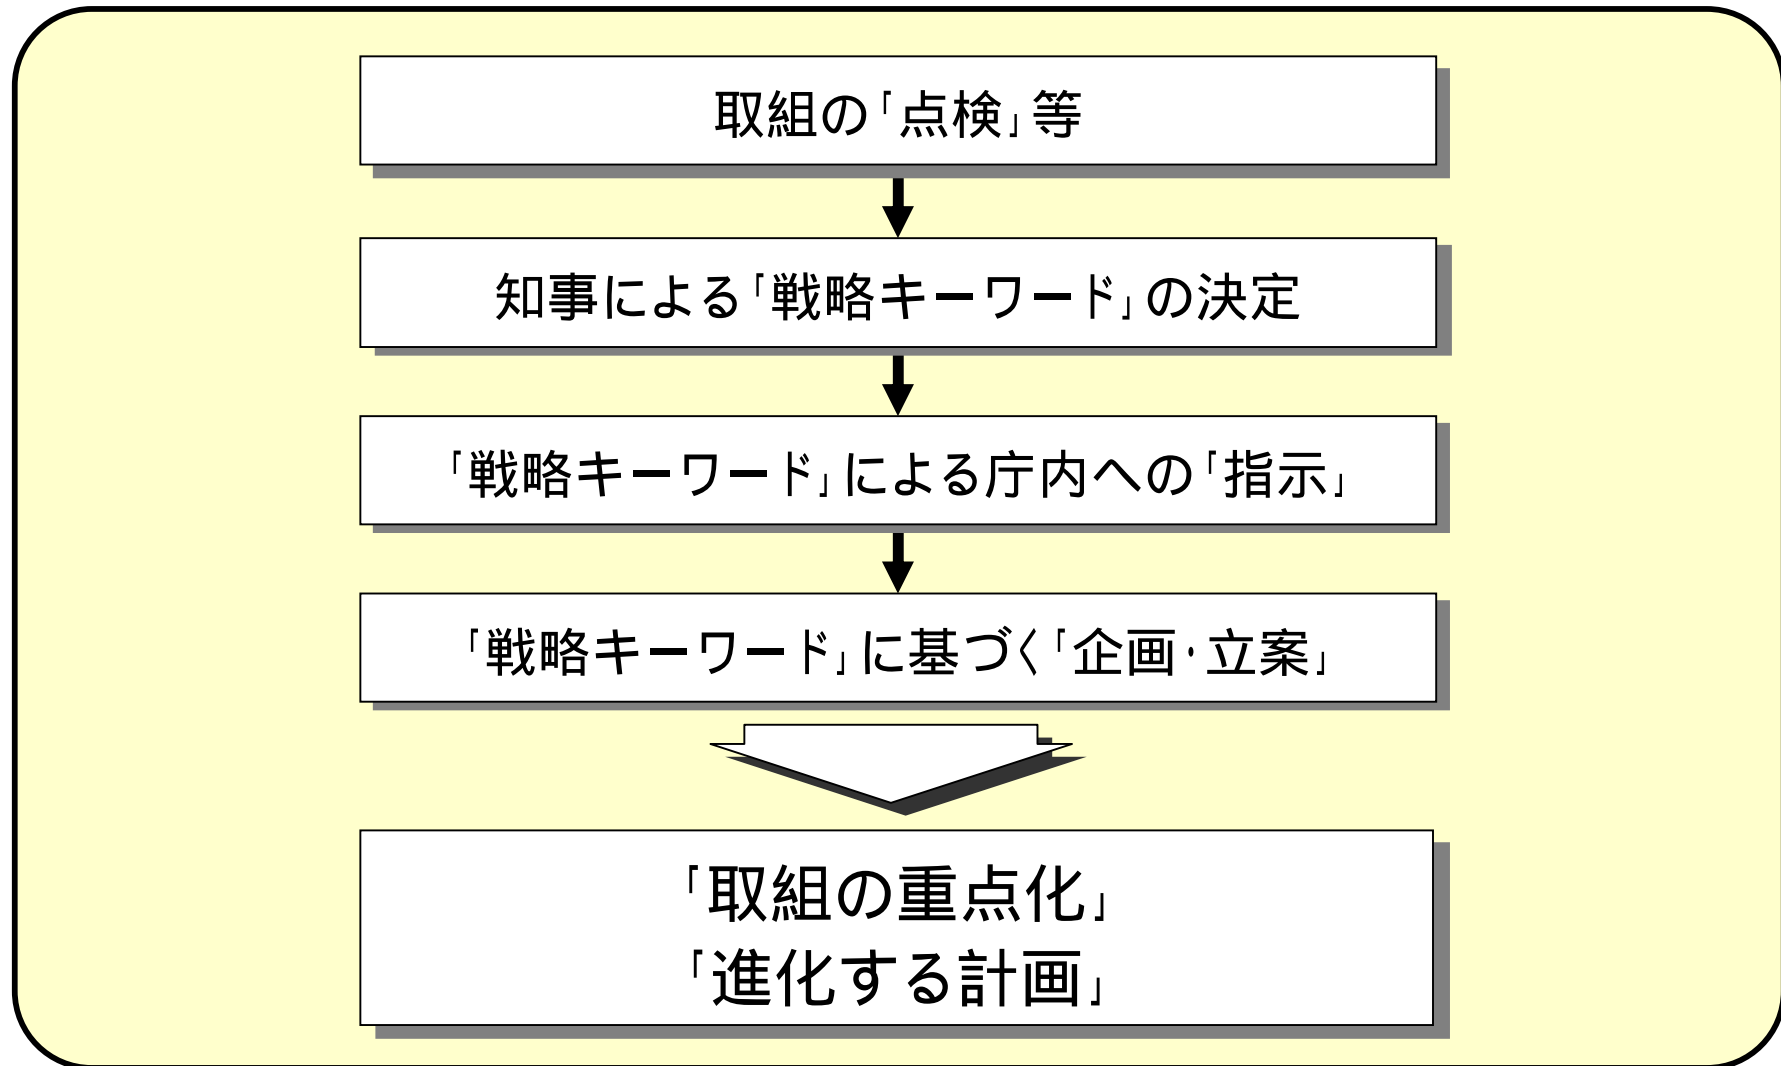 取組の「点検」等
知事による「戦略キーワード」の決定
「戦略キーワード」による庁内への「指示」
「戦略キーワード」に基づく「企画・立案」
「取組の重点化」
「進化する計画」